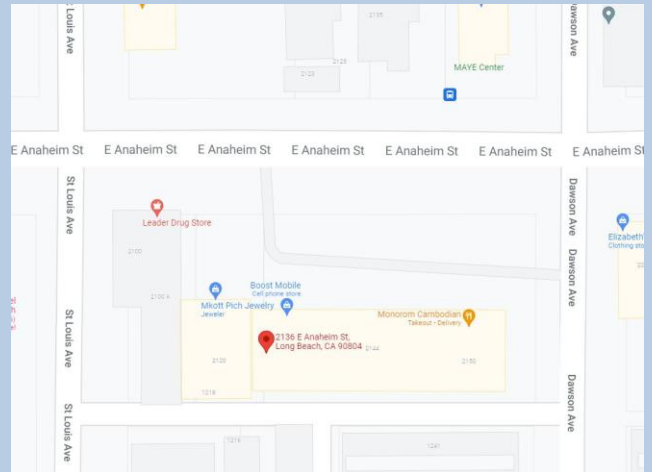 St Louis Ave
2135
2125
2123
MAYE Center
Dawson Ave
E Anaheim St E Anaheim St E Anaheim St E Anaheim St E Anaheim St E Anaheim St E Anaheim St
St Louis Ave
Leader Drug Store
2100
2100 A
Dawson Ave
Dawson Ave
Elizabeth'
Clothing sto
Boost Mobile
Cell phone store
Mkott Pich Jewelry
Jeweler
Monorom Cambodian
Takeout • Delivery
St Louis Ave
2136 E Anaheim St,
Long Beach, CA 90804
2144
2120
2150
1218
Dawson Ave
St Louis Ave
1216
1241